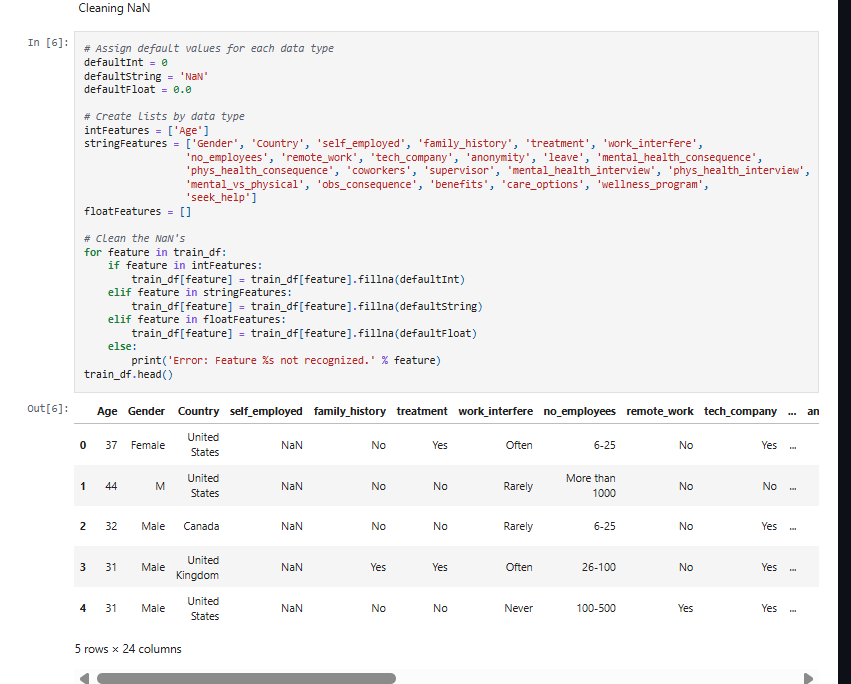 Cleaning NaN
In [6]:
# Assign default values for each data type
defaultInt = 0
defaultString = 'NaN'
defaultFloat = 0.0
# Create lists by data type
intFeatures = ['Age']
stringFeatures = ['Gender', 'Country', 'self_employed', 'family_history', 'treatment', 'work_interfere',
'no_employees', 'remote_work', 'tech_company', 'anonymity', 'leave', 'mental_health_consequence',
'phys_health_consequence', 'coworkers', 'supervisor', 'mental_health_interview', 'phys_health_interview',
'mental_vs_physical', 'obs_consequence', 'benefits', 'care_options', 'wellness_program',
'seek_help']
floatFeatures = []
# Clean the NaN's
for feature in train_df:
if feature in intFeatures:
train_df[feature] = train_df[feature].fillna(defaultInt)
elif feature in stringFeatures:
train_df[feature] = train_df[feature].fillna(defaultString)
elif feature in floatFeatures:
train_df[feature] = train_df[feature].fillna(defaultFloat)
else:
print('Error: Feature %s not recognized.' % feature)
train_df.head()
Out[6]:
Age Gender Country self_employed family_history treatment work_interfere no_employees remote_work tech_company ... an
0 37 Female United States NaN No Yes Often 6-25 No Yes ...
1 44 M United States NaN No No Rarely More than 1000 No No ...
2 32 Male Canada NaN No No Rarely 6-25 No Yes ...
3 31 Male United Kingdom NaN Yes Yes Often 26-100 No Yes ...
4 31 Male United States NaN No No Never 100-500 Yes Yes ...
5 rows × 24 columns